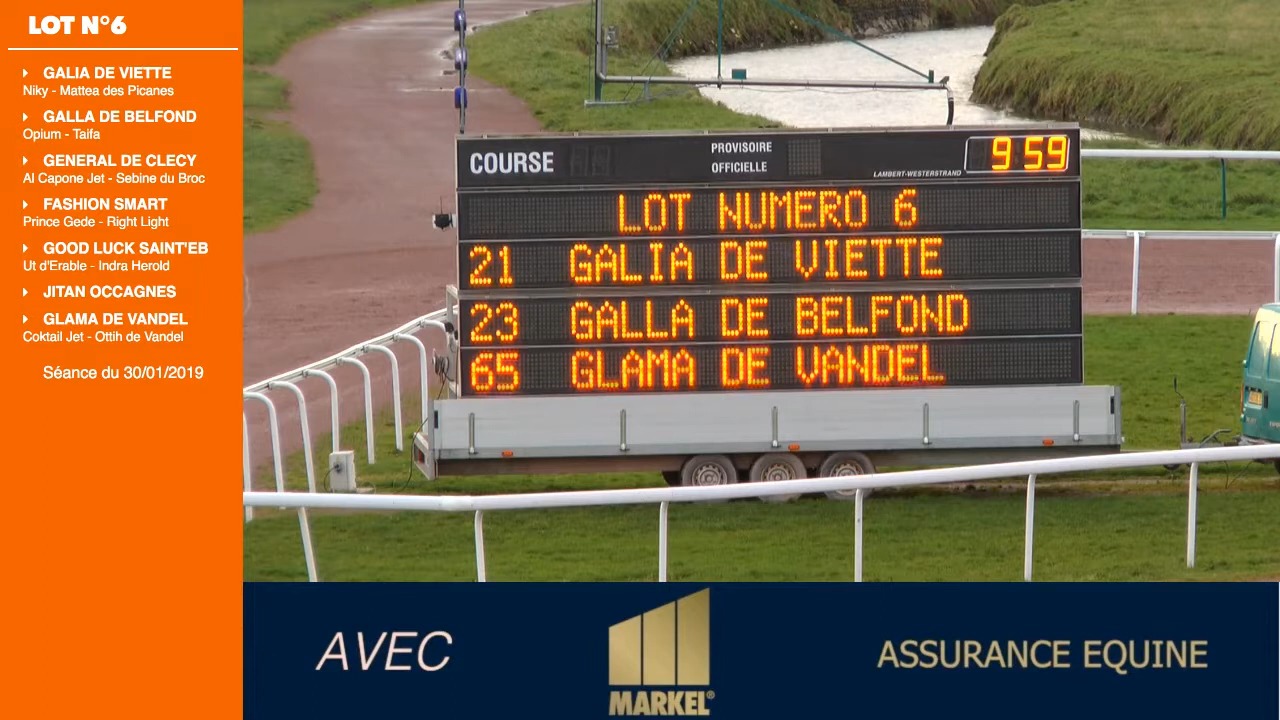 LOT N°6
GALIA DE VIETTE
Niky - Mattea des Picanes
GALLA DE BELFOND
Opium - Taifa
GENERAL DE CLECY
Al Capone Jet - Sebine du Broc
FASHION SMART
Prince Gede - Right Light
GOOD LUCK SAINT'EB
Ut d'Erable - Indra Herold
JITAN OCCAGNES
GLAMA DE VANDEL
Coktail Jet - Ottih de Vandel
Séance du 30/01/2019
COURSE
PROVISOIRE
OFFICIELLE
9 59
LAMBERT-WESTERSTRAND
LOT NUMERO 6
21 GALIA DE VIETTE
23 GALLA DE BELFOND
65 GLAMA DE VANDEL
AVEC
MARKEL®
ASSURANCE EQUINE